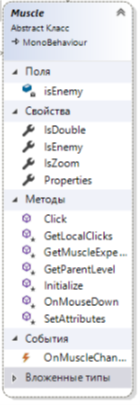 Muscle
Abstract Класс
MonoBehaviour
Поля
isEnemy
Свойства
IsDouble
IsEnemy
IsZoom
Properties
Методы
Click
GetLocalClicks
GetMuscleExpe...
GetParentLevel
Initialize
OnMouseDown
SetAttributes
События
OnMuscleChan...
Вложенные типы